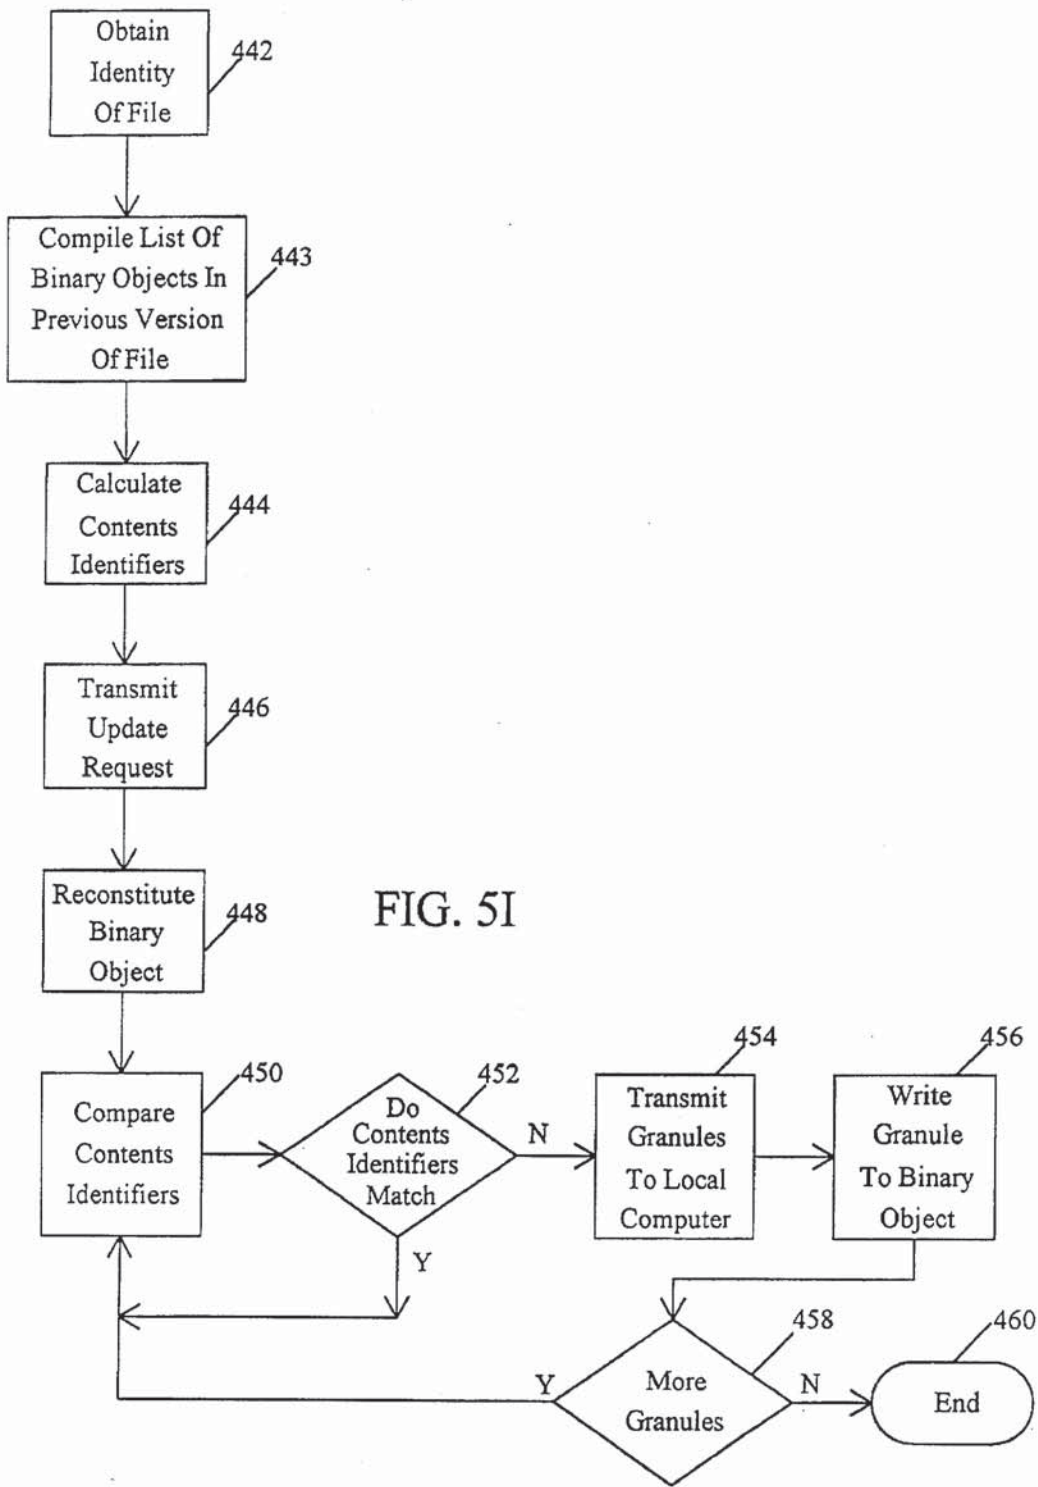 Obtain
Identity
Of File
442
Compile List Of
Binary Objects In
Previous Version
Of File
443
Calculate
Contents
Identifiers
444
Transmit
Update
Request
446
Reconstitute
Binary
Object
448
FIG. 5I
Compare
Contents
Identifiers
450
Do
Contents
Identifiers
Match
452
N
Y
Transmit
Granules
To Local
Computer
454
Write
Granule
To Binary
Object
456
More
Granules
458
Y
N
End
460